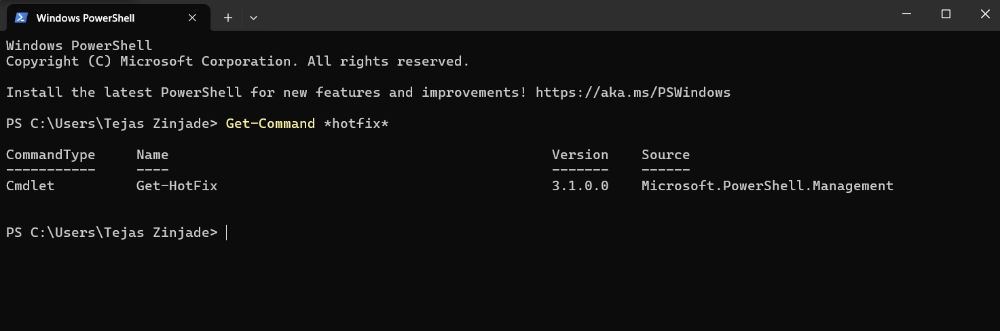 Windows PowerShell
Windows PowerShell
Copyright (C) Microsoft Corporation. All rights reserved.
Install the latest PowerShell for new features and improvements! https://aka.ms/PSWindows
PS C:\Users\Tejas Zinjade> Get-Command *hotfix*
CommandType     Name                                               Version    Source
-----------     ----                                               -------    ------
Cmdlet          Get-HotFix                                         3.1.0.0    Microsoft.PowerShell.Management
PS C:\Users\Tejas Zinjade>